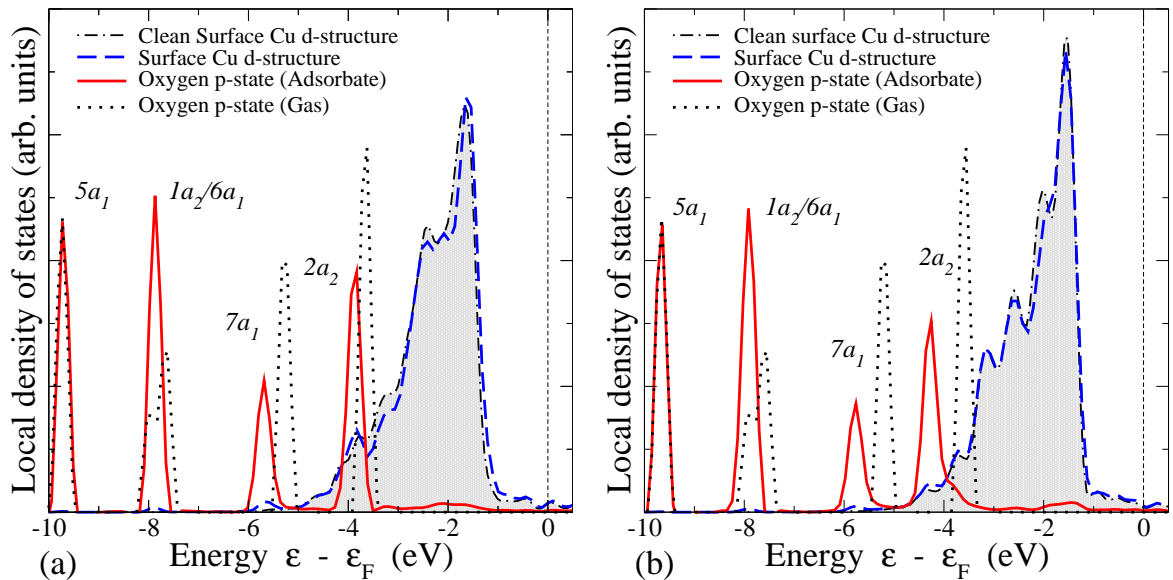 Local density of states (arb. units)
Clean Surface Cu d-structure
Surface Cu d-structure
Oxygen p-state (Adsorbate)
Oxygen p-state (Gas)
5a₁
1a₂/6a₁
7a₁
2a₂
-10 -8 -6 -4 -2 0
Energy ε - ε_F (eV)
(a)
Local density of states (arb. units)
Clean surface Cu d-structure
Surface Cu d-structure
Oxygen p-state (Adsorbate)
Oxygen p-state (Gas)
5a₁
1a₂/6a₁
2a₂
7a₁
-10 -8 -6 -4 -2 0
Energy ε - ε_F (eV)
(b)